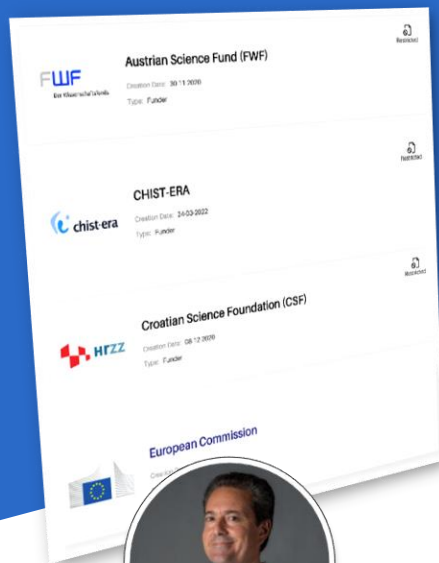 FWF
Der Wissenschaftsfonds.
Austrian Science Fund (FWF)
Creation Date: 30-11-2020
Type: Funder
Restricted
chist-era
CHIST-ERA
Creation Date: 24-03-2022
Type: Funder
Restricted
HrZZ
Croatian Science Foundation (CSF)
Creation Date: 08-12-2020
Type: Funder
Restricted
European Commission